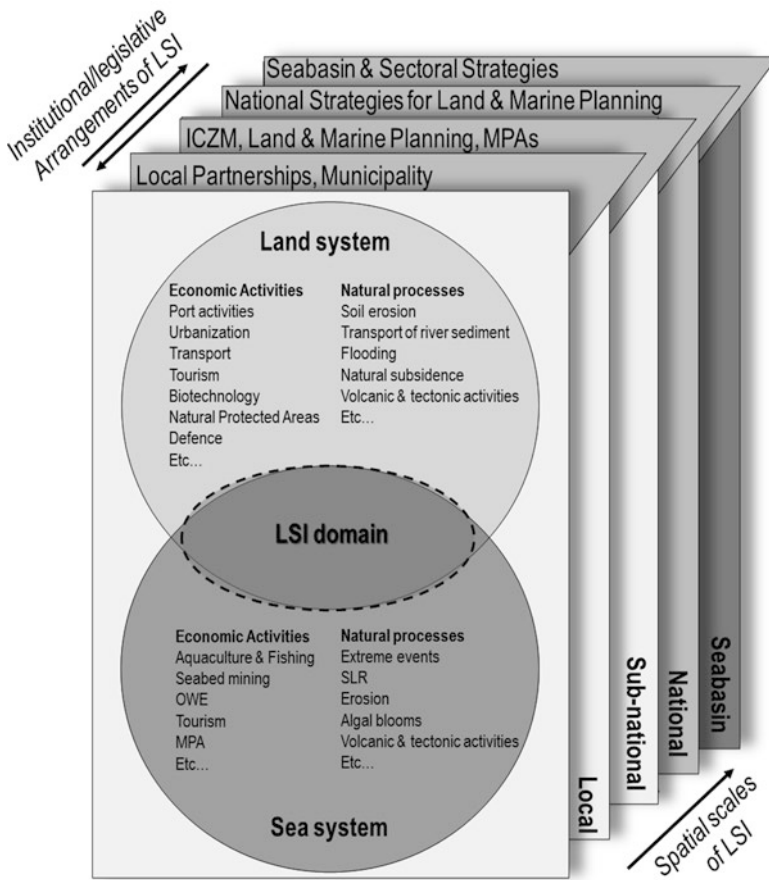 Institutional/legislative
Arrangements of LSI
Seabasin & Sectoral Strategies
National Strategies for Land & Marine Planning
ICZM, Land & Marine Planning, MPAs
Local Partnerships, Municipality
Land system
Economic Activities
Port activities
Urbanization
Transport
Tourism
Biotechnology
Natural Protected Areas
Defence
Etc...
Natural processes
Soil erosion
Transport of river sediment
Flooding
Natural subsidence
Volcanic & tectonic activities
Etc...
LSI domain
Economic Activities
Aquaculture & Fishing
Seabed mining
OWE
Tourism
MPA
Etc...
Natural processes
Extreme events
SLR
Erosion
Algal blooms
Volcanic & tectonic activities
Etc...
Sea system
Local
Sub-national
National
Seabasin
Spatial scales
of LSI